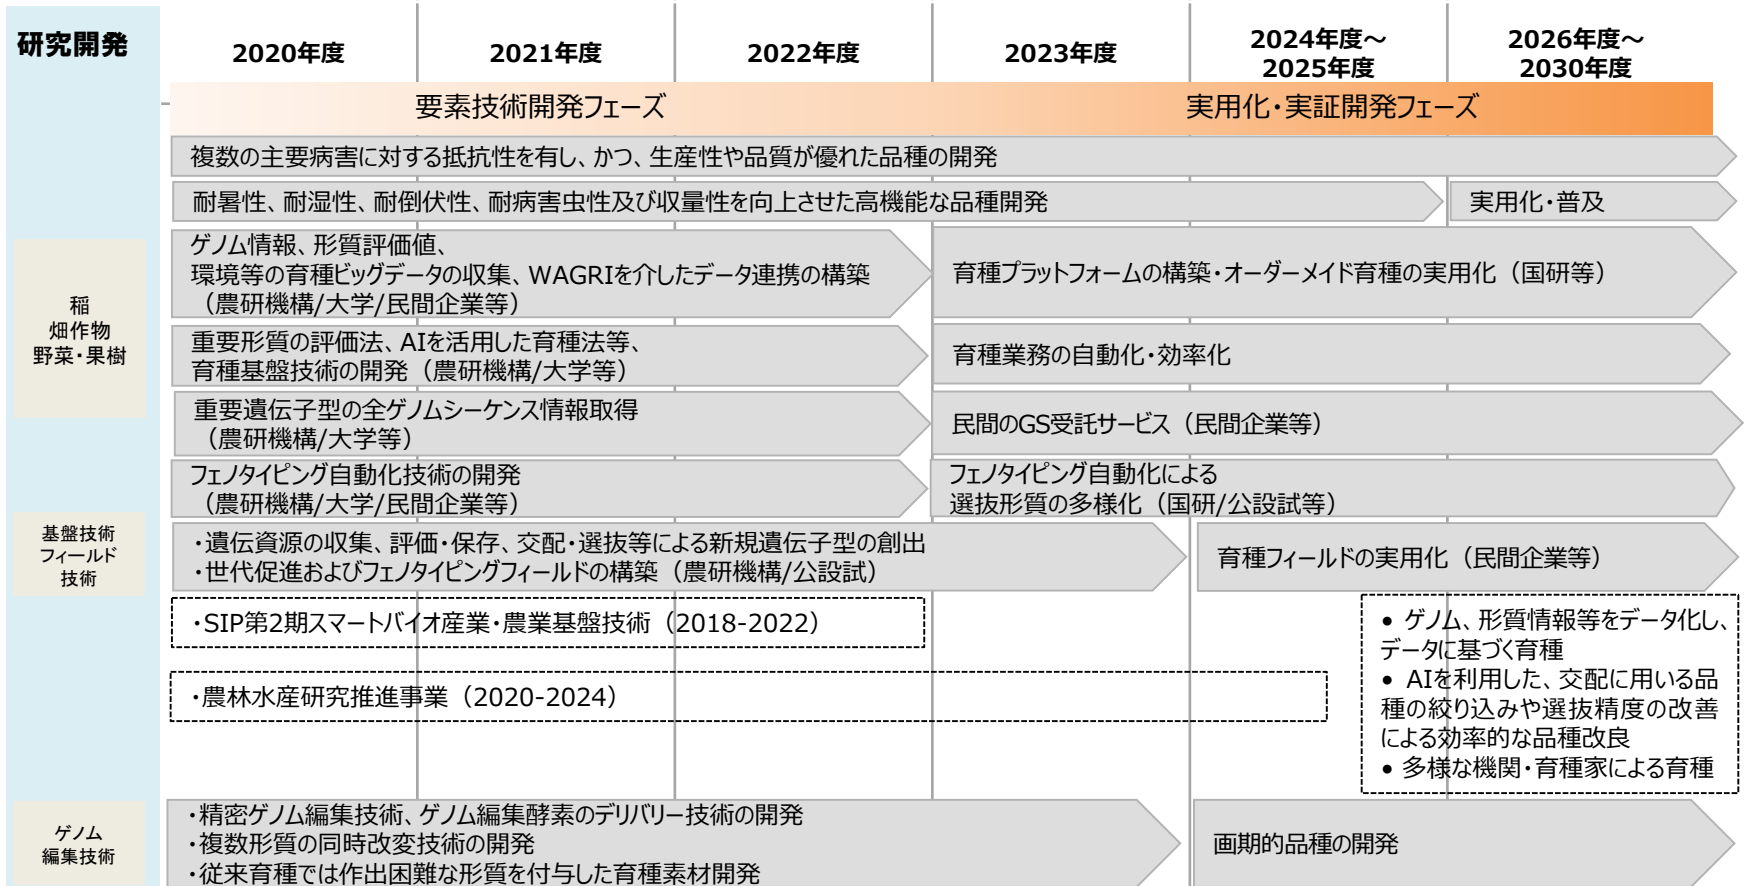 研究開発
2020年度
2021年度
2022年度
2023年度
2024年度～
2025年度
2026年度～
2030年度
要素技術開発フェーズ
実用化・実証開発フェーズ
複数の主要病害に対する抵抗性を有し、かつ、生産性や品質が優れた品種の開発
耐暑性、耐湿性、耐倒伏性、耐病害虫性及び収量性を向上させた高機能な品種開発
実用化・普及
稲
畑作物
野菜・果樹
ゲノム情報、形質評価値、
環境等の育種ビッグデータの収集、WAGRIを介したデータ連携の構築
（農研機構/大学/民間企業等）
育種プラットフォームの構築・オーダーメイド育種の実用化（国研等）
重要形質の評価法、AIを活用した育種法等、
育種基盤技術の開発（農研機構/大学等）
育種業務の自動化・効率化
重要遺伝子型の全ゲノムシーケンス情報取得
（農研機構/大学等）
民間のGS受託サービス（民間企業等）
フェノタイピング自動化技術の開発
（農研機構/大学/民間企業等）
フェノタイピング自動化による
選抜形質の多様化（国研/公設試等）
基盤技術
フィールド
技術
・遺伝資源の収集、評価・保存、交配・選抜等による新規遺伝子型の創出
・世代促進およびフェノタイピングフィールドの構築（農研機構/公設試）
育種フィールドの実用化（民間企業等）
・SIP第2期スマートバイオ産業・農業基盤技術（2018-2022）
・農林水産研究推進事業（2020-2024）
• ゲノム、形質情報等をデータ化し、
データに基づく育種
• AIを利用した、交配に用いる品
種の絞り込みや選抜精度の改善
による効率的な品種改良
• 多様な機関・育種家による育種
ゲノム
編集技術
・精密ゲノム編集技術、ゲノム編集酵素のデリバリー技術の開発
・複数形質の同時改変技術の開発
・従来育種では作出困難な形質を付与した育種素材開発
画期的品種の開発